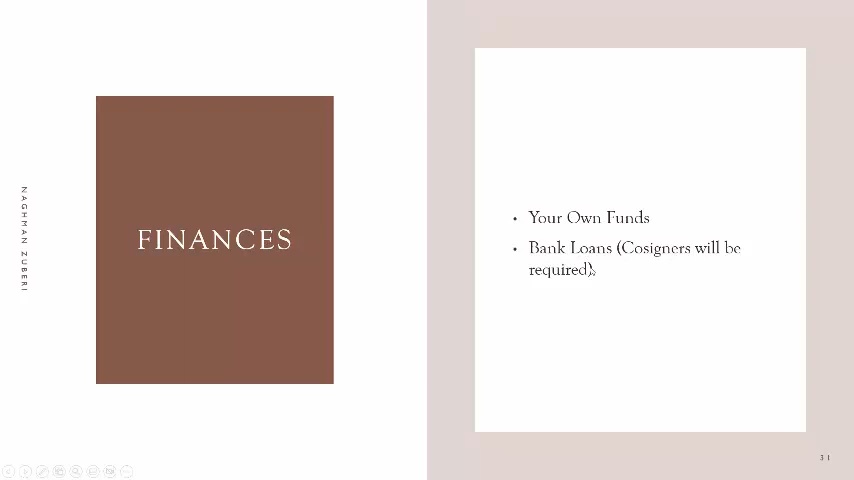 NAGHMAN ZUBERI
FINANCES
• Your Own Funds
• Bank Loans (Cosigners will be
required)
31